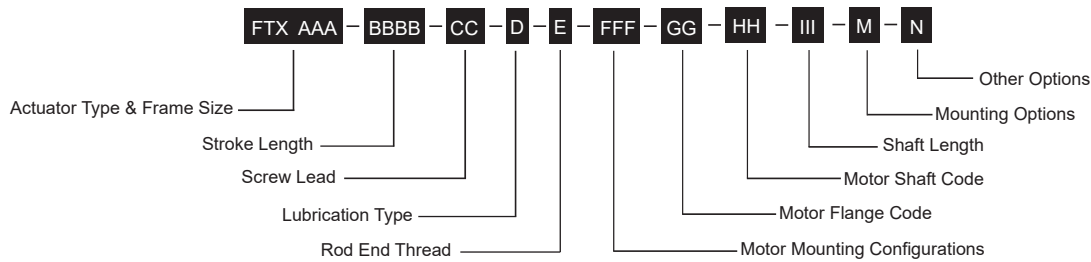 FTX AAA - BBBB - CC - D - E - FFF - GG - HH - III - M - N
Actuator Type & Frame Size
Stroke Length
Screw Lead
Lubrication Type
Rod End Thread
Other Options
Mounting Options
Shaft Length
Motor Shaft Code
Motor Flange Code
Motor Mounting Configurations